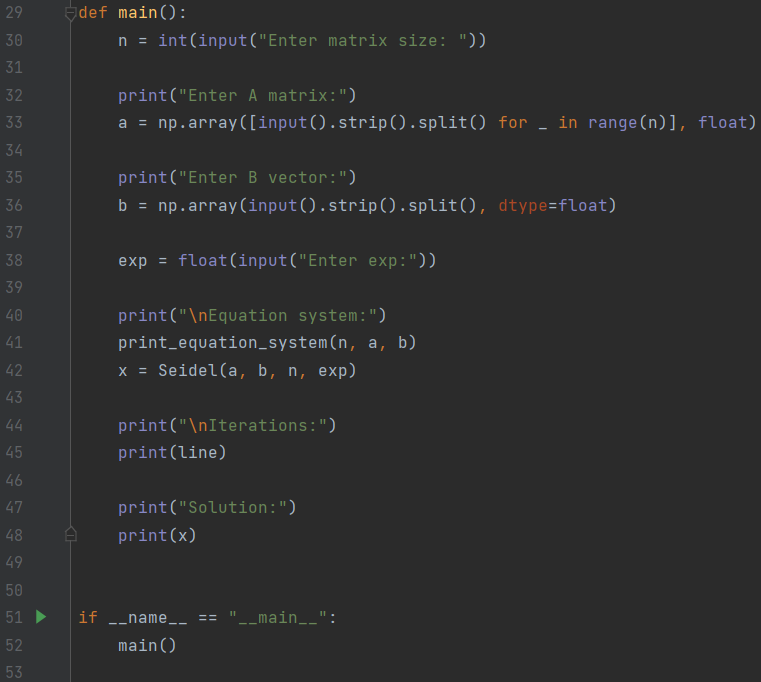 29 def main():
30     n = int(input("Enter matrix size: "))
31
32     print("Enter A matrix:")
33     a = np.array([input().strip().split() for _ in range(n)], float)
34
35     print("Enter B vector:")
36     b = np.array(input().strip().split(), dtype=float)
37
38     exp = float(input("Enter exp:"))
39
40     print("\nEquation system:")
41     print_equation_system(n, a, b)
42     x = Seidel(a, b, n, exp)
43
44     print("\nIterations:")
45     print(line)
46
47     print("Solution:")
48     print(x)
49
50
51 if __name__ == "__main__":
52     main()
53